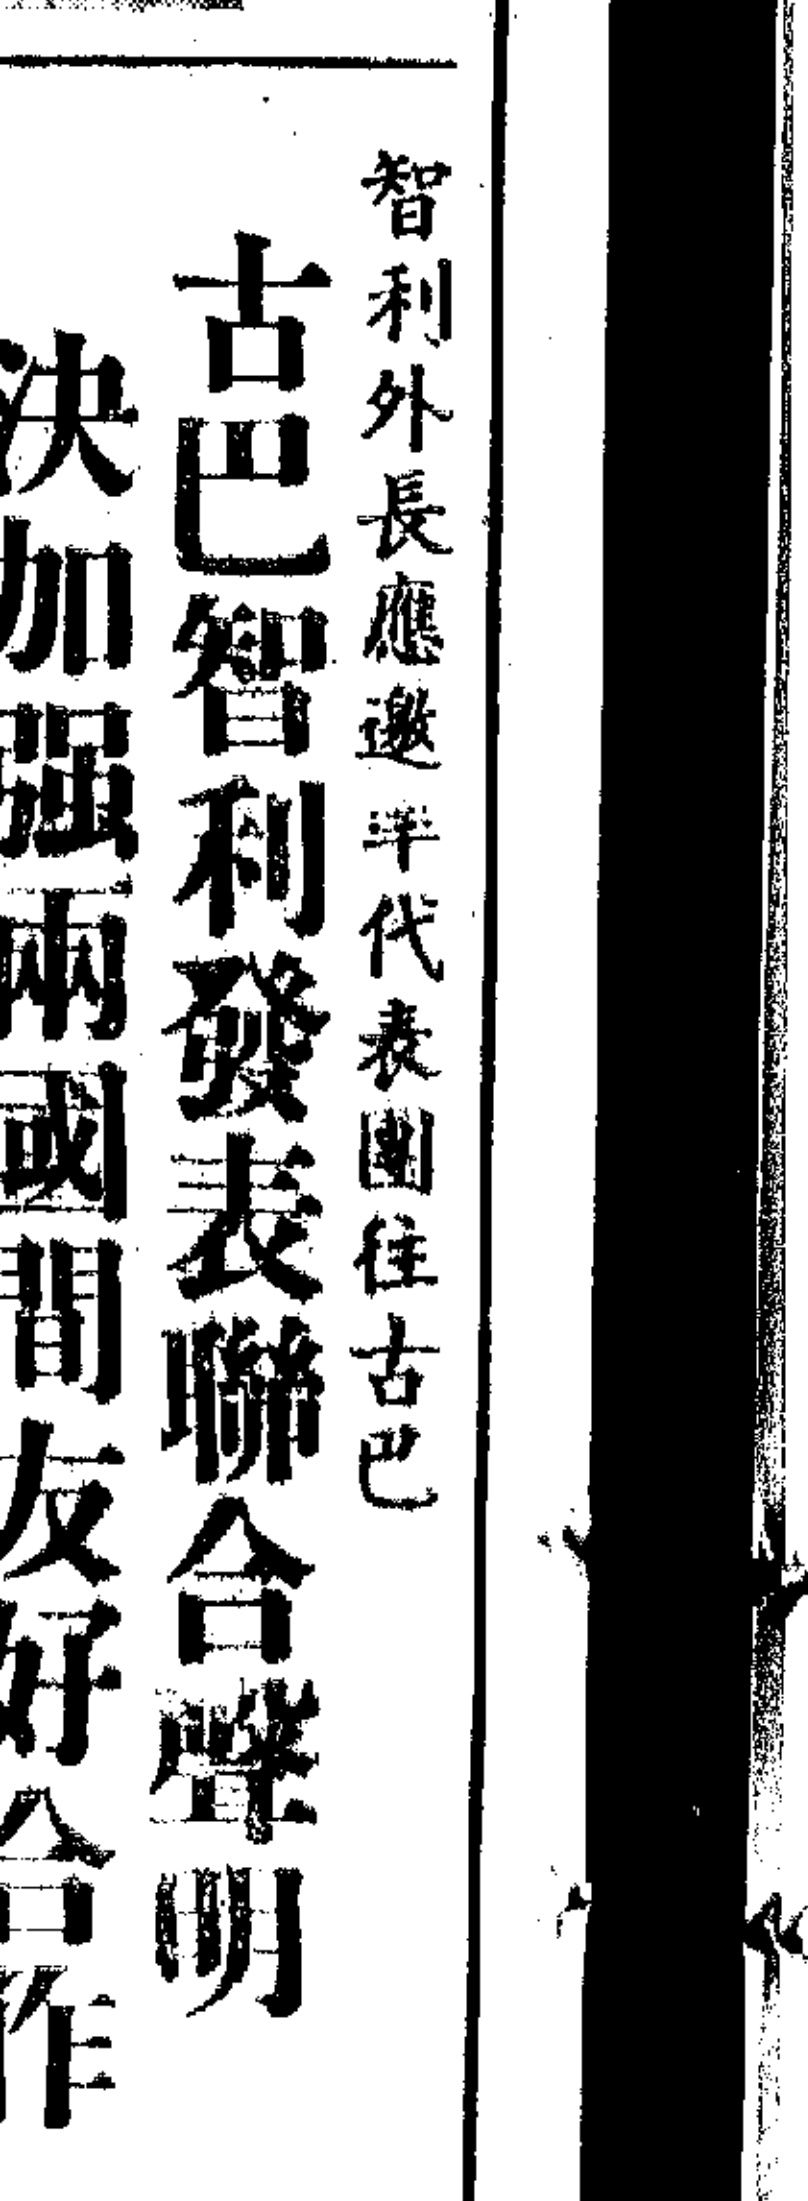 智利外長應邀率代表團往古巴
古巴智利發表聯合聲明
決加强兩國間友好合作